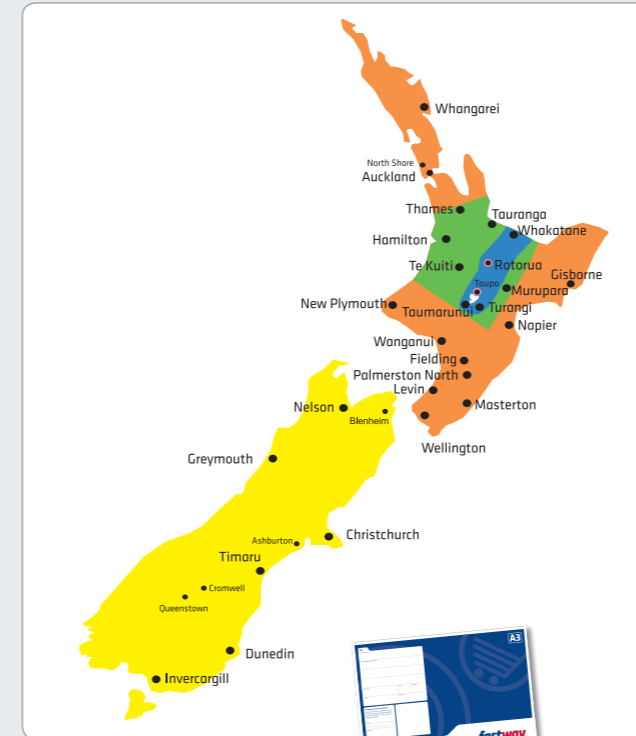 Whangarei
North Shore
Auckland
Thames
Tauranga
Whakatane
Hamilton
Te Kuiti
Rotorua
Gisborne
Taupo
Murupara
New Plymouth
Taumarunui
Turangi
Napier
Wanganui
Fielding
Palmerston North
Levin
Masterton
Nelson
Blenheim
Wellington
Greymouth
Christchurch
Ashburton
Timaru
Cromwell
Queenstown
Dunedin
Invercargill
A3
fastway